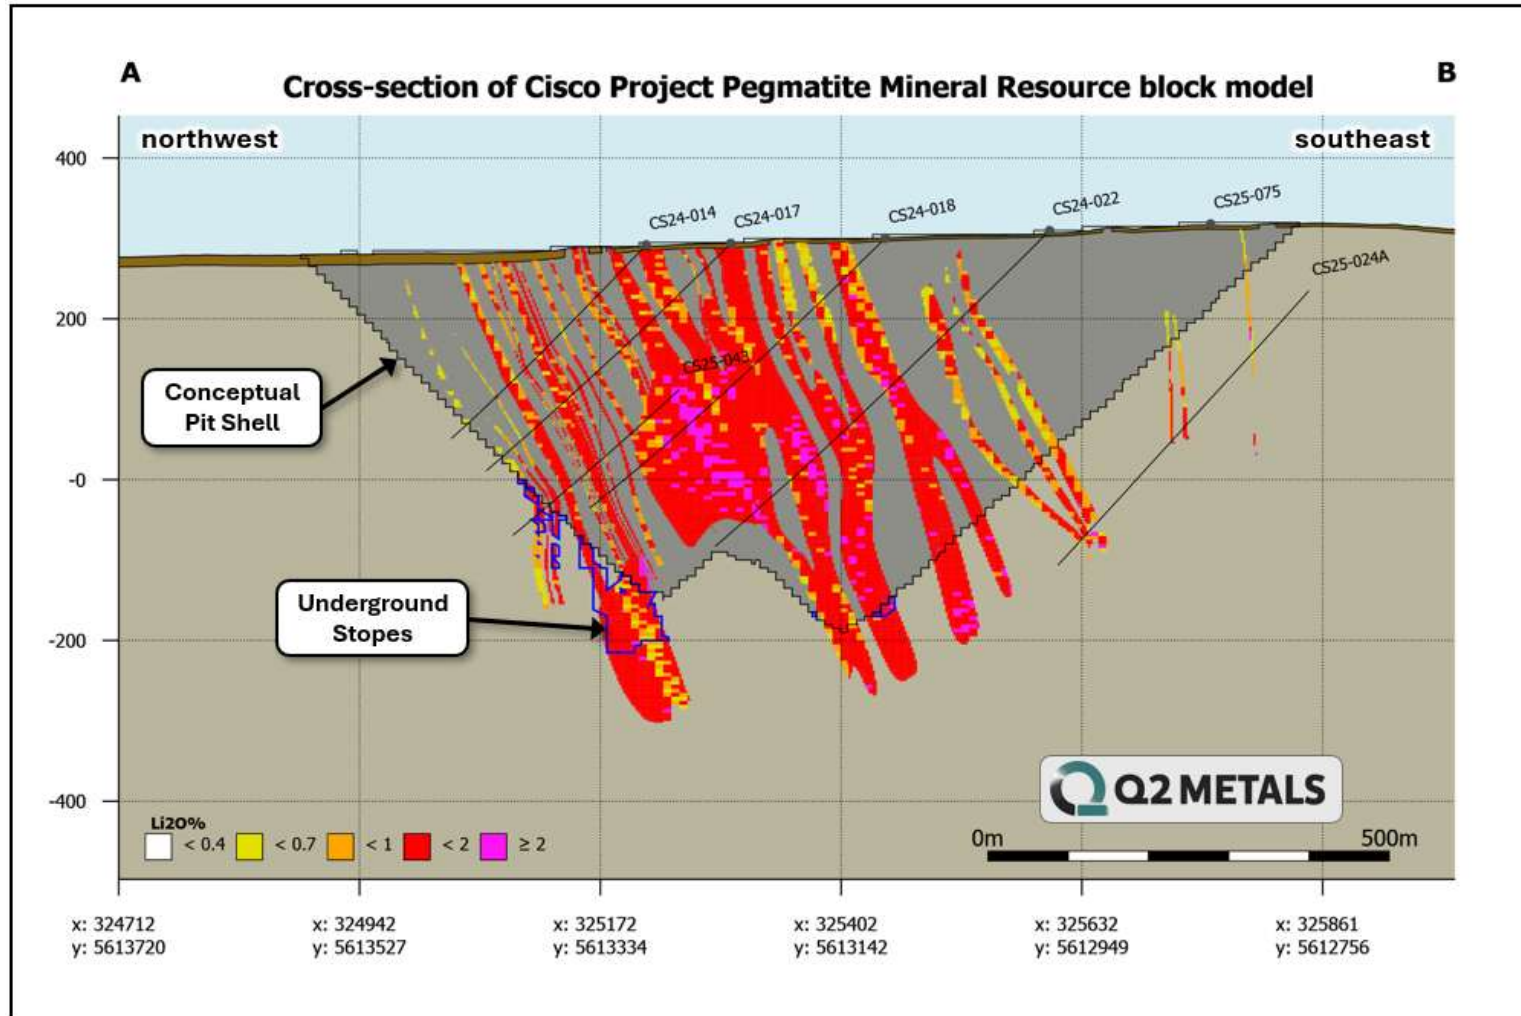 A
B
Cross-section of Cisco Project Pegmatite Mineral Resource block model
northwest
southeast
400
200
-0
-200
-400
CS24-014
CS24-017
CS24-018
CS24-022
CS25-075
CS25-024A
CS25-043
Conceptual
Pit Shell
Underground
Stopes
Q2 METALS
Li2O%
< 0.4
< 0.7
< 1
< 2
≥ 2
0m
500m
x: 324712
y: 5613720
x: 324942
y: 5613527
x: 325172
y: 5613334
x: 325402
y: 5613142
x: 325632
y: 5612949
x: 325861
y: 5612756